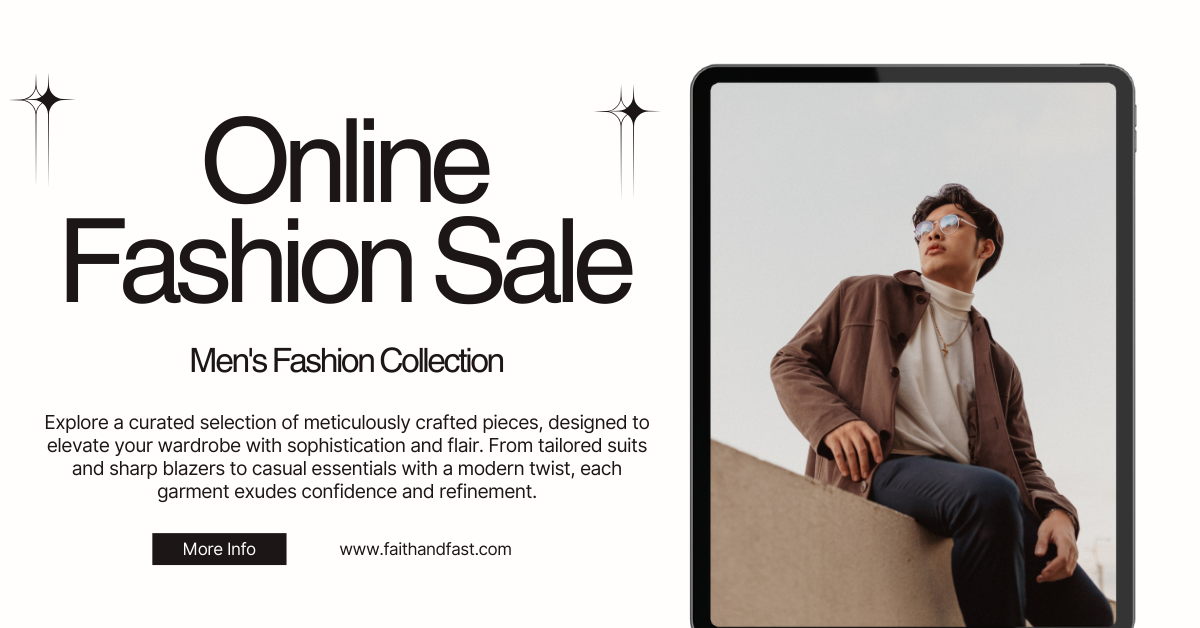 Online
Fashion Sale
Men's Fashion Collection
Explore a curated selection of meticulously crafted pieces, designed to
elevate your wardrobe with sophistication and flair. From tailored suits
and sharp blazers to casual essentials with a modern twist, each
garment exudes confidence and refinement.
More Info
www.faithandfast.com